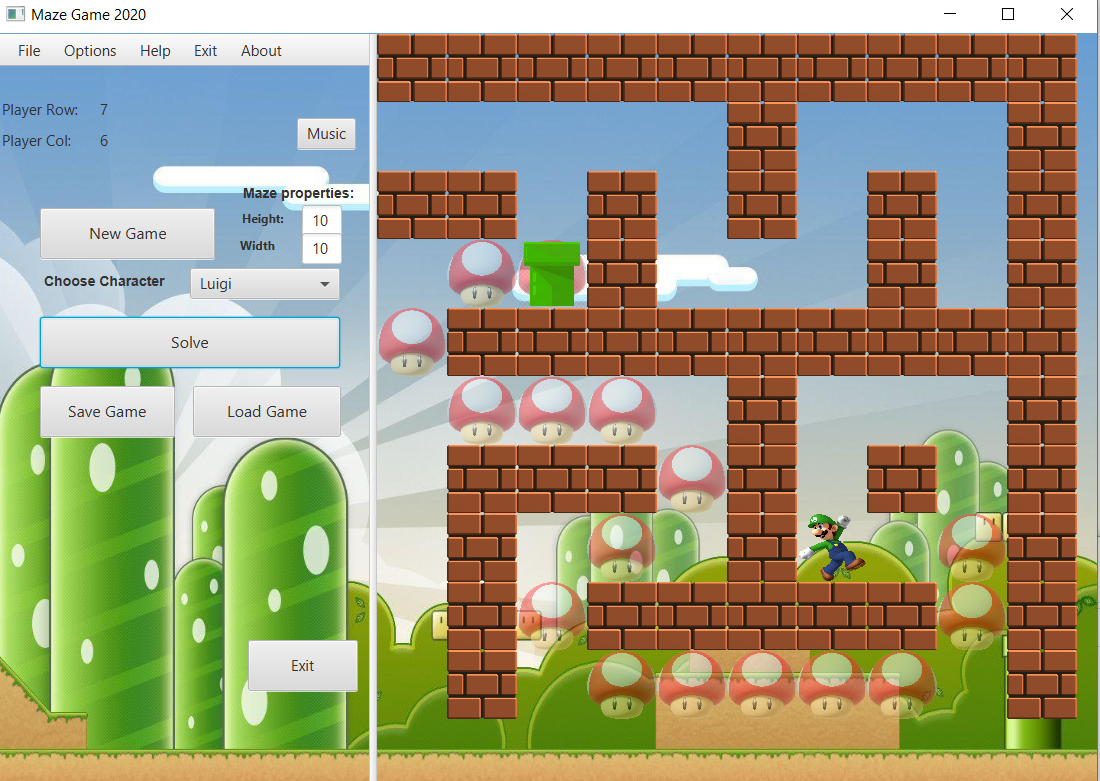 Maze Game 2020
File Options Help Exit About
Player Row: 7
Player Col: 6
Music
Maze properties:
Height: 10
Width 10
New Game
Choose Character Luigi
Solve
Save Game Load Game
Exit